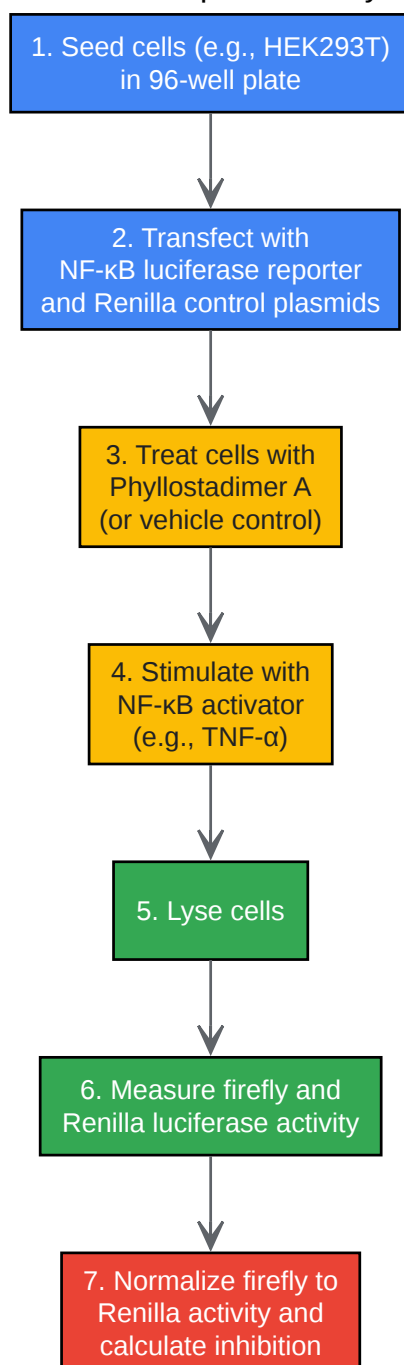 1. Seed cells (e.g., HEK293T)
in 96-well plate
2. Transfect with
NF-κB luciferase reporter
and Renilla control plasmids
3. Treat cells with
Phyllostadimer A
(or vehicle control)
4. Stimulate with
NF-κB activator
(e.g., TNF-α)
5. Lyse cells
6. Measure firefly and
Renilla luciferase activity
7. Normalize firefly to
Renilla activity and
calculate inhibition